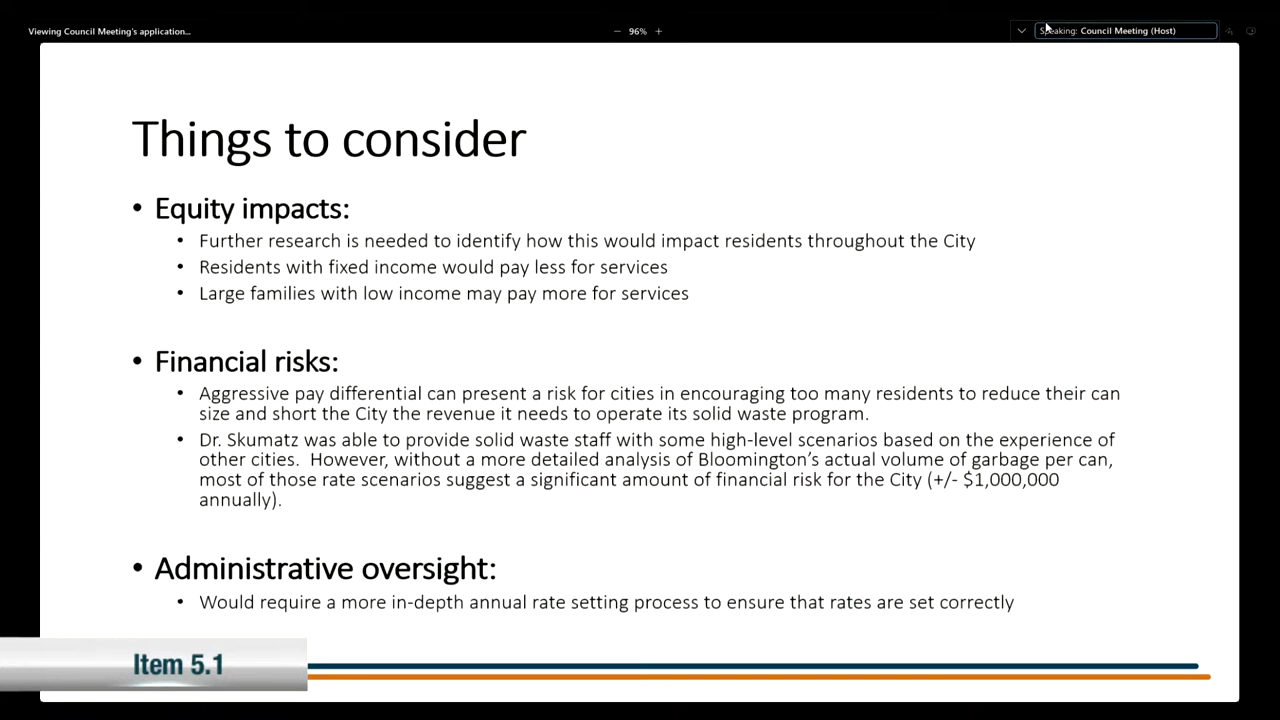 Viewing Council Meeting's application...
− 96% +
Speaking: Council Meeting (Host)
Things to consider
• Equity impacts:
• Further research is needed to identify how this would impact residents throughout the City
• Residents with fixed income would pay less for services
• Large families with low income may pay more for services
• Financial risks:
• Aggressive pay differential can present a risk for cities in encouraging too many residents to reduce their can
size and short the City the revenue it needs to operate its solid waste program.
• Dr. Skumatz was able to provide solid waste staff with some high-level scenarios based on the experience of
other cities.  However, without a more detailed analysis of Bloomington's actual volume of garbage per can,
most of those rate scenarios suggest a significant amount of financial risk for the City (+/- $1,000,000
annually).
• Administrative oversight:
• Would require a more in-depth annual rate setting process to ensure that rates are set correctly
Item 5.1